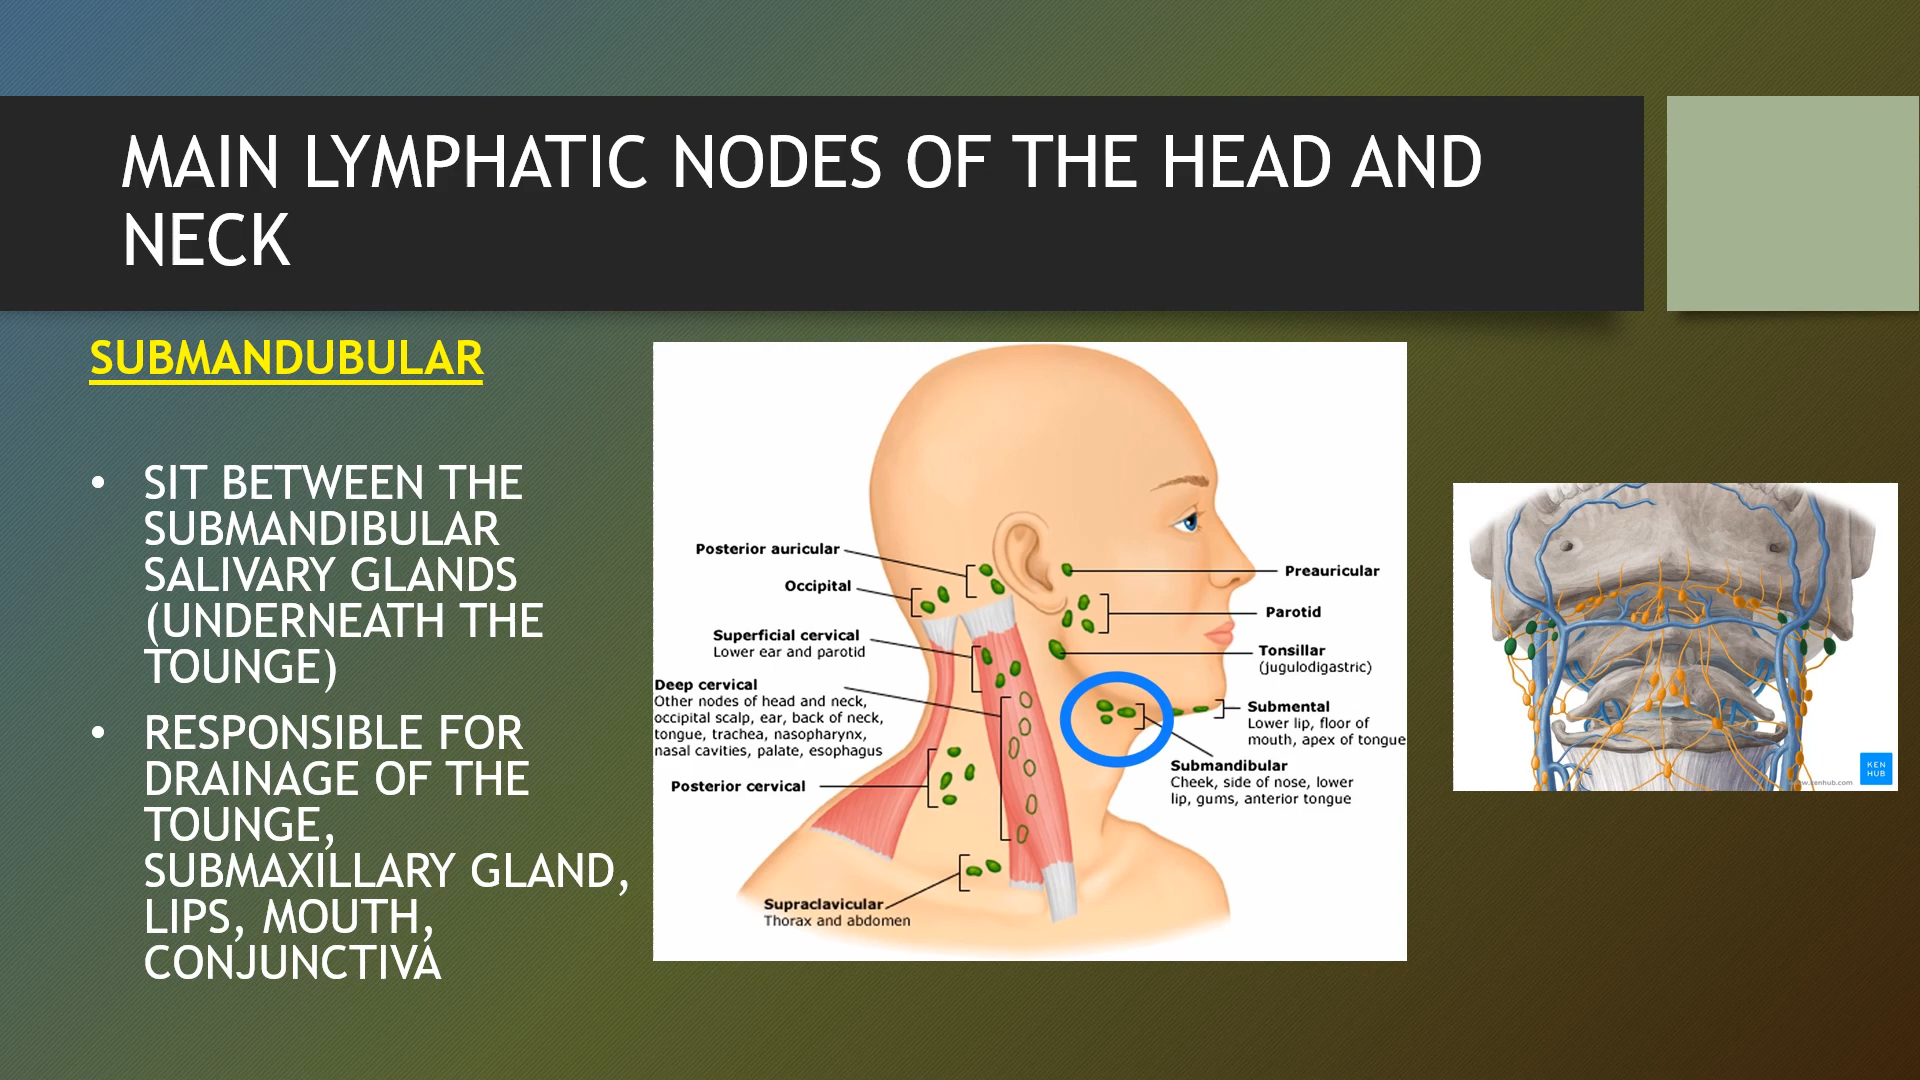 MAIN LYMPHATIC NODES OF THE HEAD AND
NECK
SUBMANDUBULAR
• SIT BETWEEN THE
SUBMANDIBULAR
SALIVARY GLANDS
(UNDERNEATH THE
TOUNGE)
• RESPONSIBLE FOR
DRAINAGE OF THE
TOUNGE,
SUBMAXILLARY GLAND,
LIPS, MOUTH,
CONJUNCTIVA
Posterior auricular
Occipital
Superficial cervical
Lower ear and parotid
Deep cervical
Other nodes of head and neck,
occipital scalp, ear, back of neck,
tongue, trachea, nasopharynx,
nasal cavities, palate, esophagus
Posterior cervical
Supraclavicular
Thorax and abdomen
Preauricular
Parotid
Tonsillar
(jugulodigastric)
Submental
Lower lip, floor of
mouth, apex of tongue
Submandibular
Cheek, side of nose, lower
lip, gums, anterior tongue
KEN
HUB